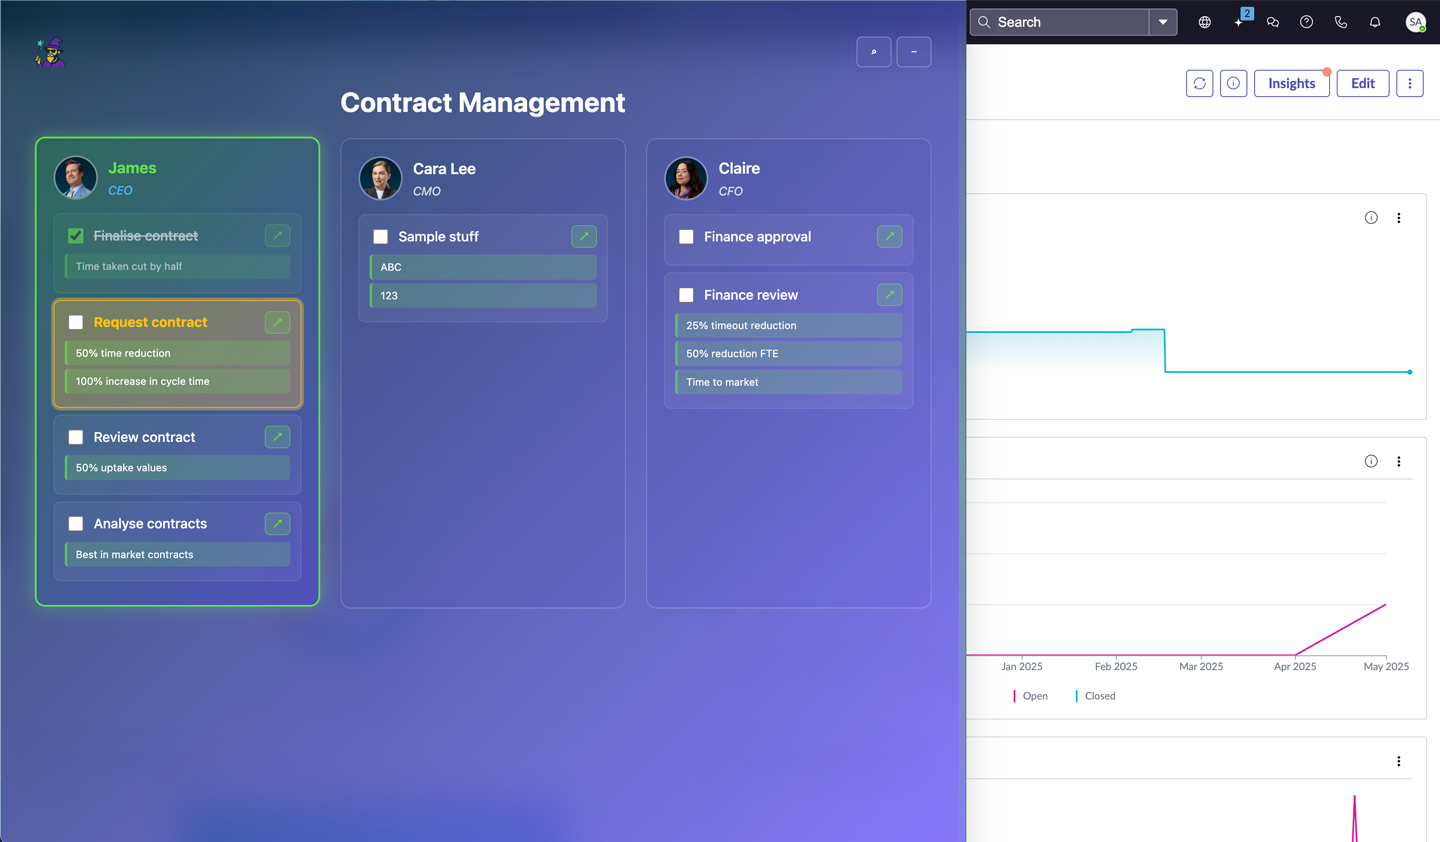 Contract Management
James
CEO
Finalise contract
Time taken cut by half
Request contract
50% time reduction
100% increase in cycle time
Review contract
50% uptake values
Analyse contracts
Best in market contracts
Cara Lee
CMO
Sample stuff
ABC
123
Claire
CFO
Finance approval
Finance review
25% timeout reduction
50% reduction FTE
Time to market
Search
2
SA
Insights
Edit
Jan 2025
Feb 2025
Mar 2025
Apr 2025
May 2025
Open
Closed